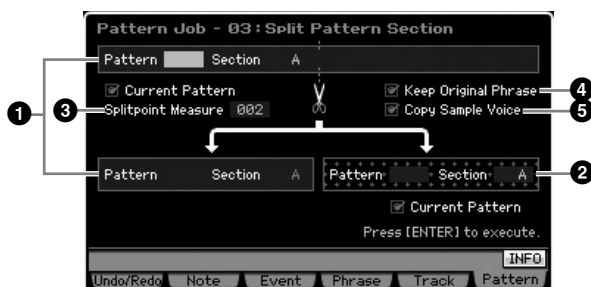 Pattern Job - 03:Split Pattern Section
Pattern Section A
Current Pattern
Keep Original Phrase
4
1
3
Splitpoint Measure 002
Copy Sample Voice
5
Pattern Section A
Pattern Section A
2
Current Pattern
Press [ENTER] to execute.
INFO
Undo/Redo Note Event Phrase Track Pattern